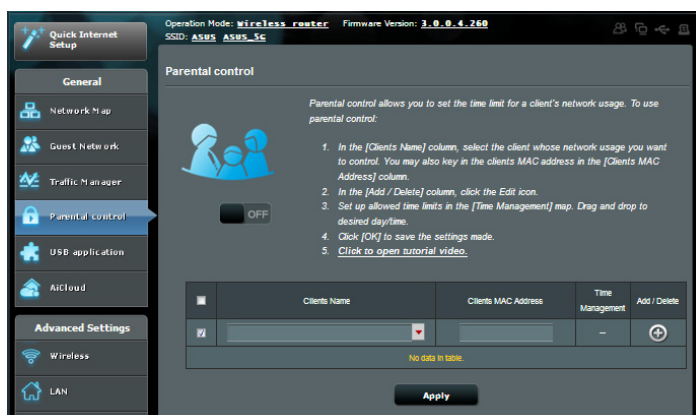 Quick Internet
Setup
Operation Mode: Wireless router Firmware Version: 3.0.0.4.260
SSID: ASUS ASUS_5G
General
Network Map
Guest Network
Traffic Manager
Parental control
USB application
AiCloud
Advanced Settings
Wireless
LAN
Parental control
Parental control allows you to set the time limit for a client's network usage. To use
parental control:
1. In the [Clients Name] column, select the client whose network usage you want
to control. You may also key in the clients MAC address in the [Clients MAC
Address] column.
2. In the [Add / Delete] column, click the Edit icon.
3. Set up allowed time limits in the [Time Management] map. Drag and drop to
desired day/time.
4. Click [OK] to save the settings made.
5. Click to open tutorial video.
OFF
Clients Name
Clients MAC Address
Time
Management
Add / Delete
--
No data in table.
Apply